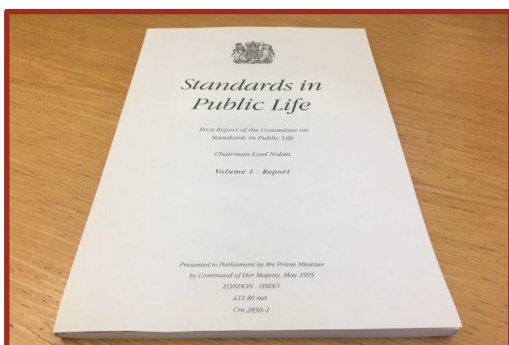 Standards in
Public Life
First Report of the Committee on
Standards in Public Life
Chairman Lord Nolan
Volume 1 : Report
Presented to Parliament by the Prime Minister
by Command of Her Majesty, May 1995
LONDON : HMSO
£11.80 net
Cm 2850-I